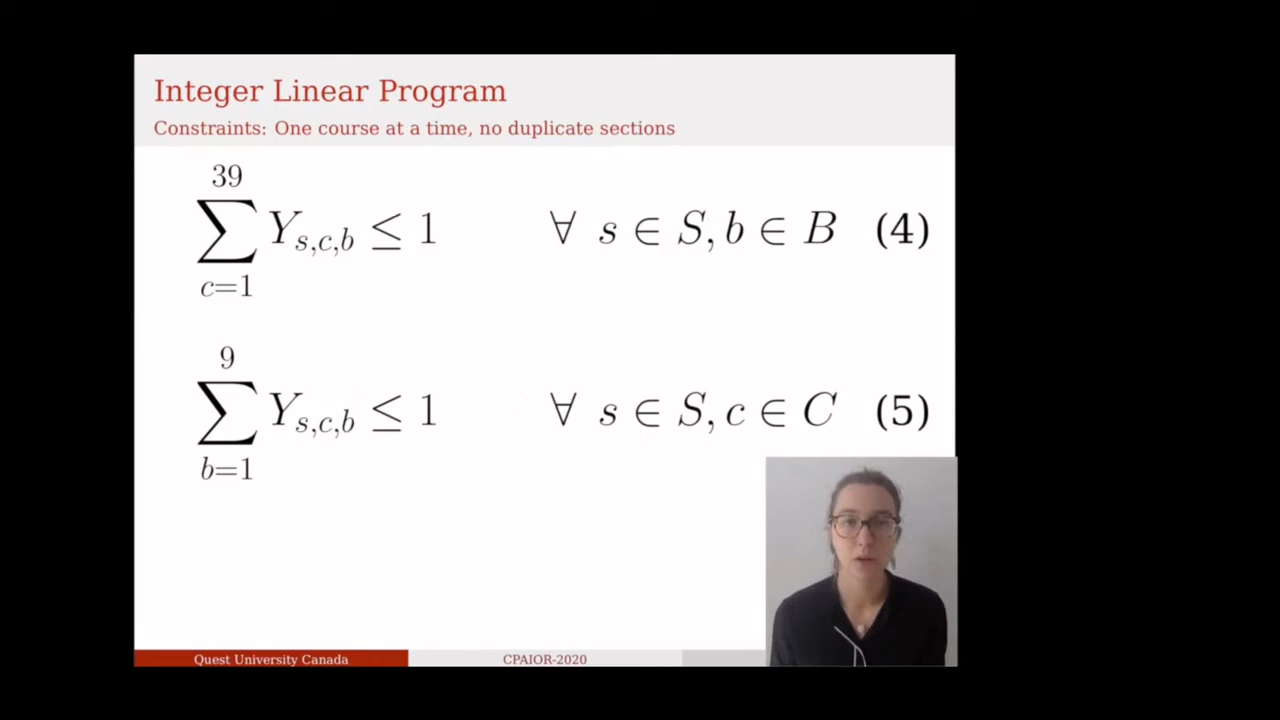 Integer Linear Program
Constraints: One course at a time, no duplicate sections
39
∑ Y_{s,c,b} ≤ 1 ∀ s ∈ S, b ∈ B (4)
c=1
9
∑ Y_{s,c,b} ≤ 1 ∀ s ∈ S, c ∈ C (5)
b=1
Quest University Canada
CPAIOR-2020